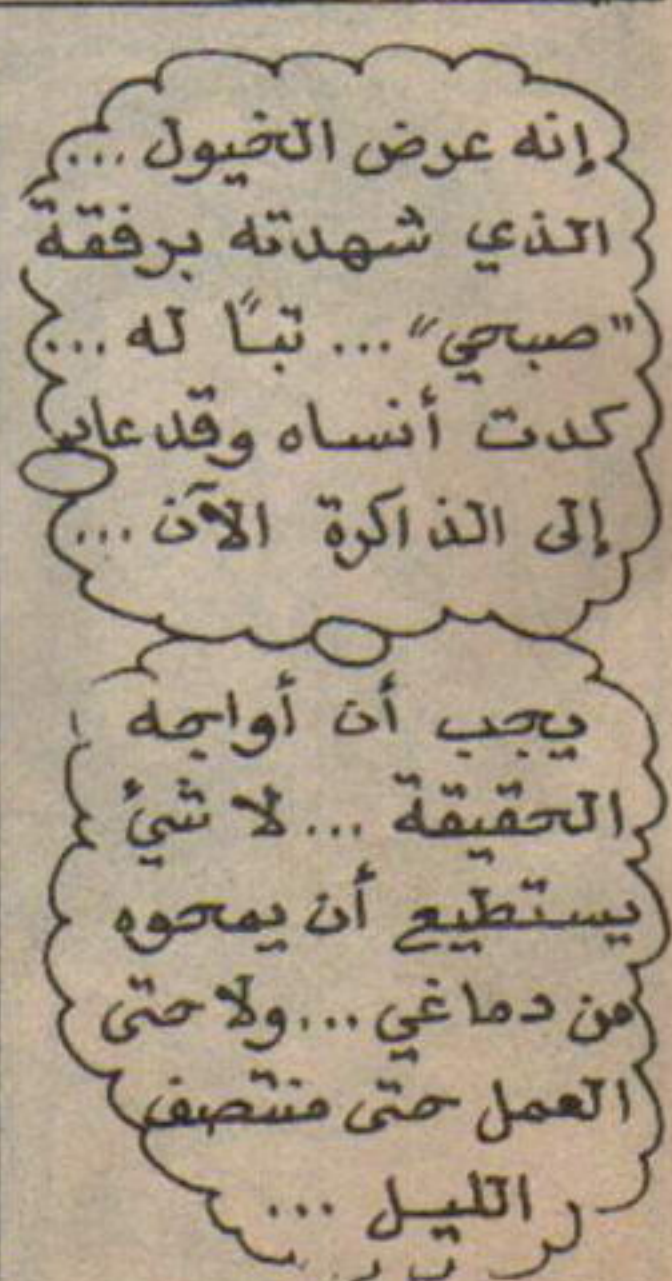 إنه عرض الخيول ...
الذي شهدته برفقة
"صبحي" ... تبًا له ...
كدت أنساه وقد عاد
إلى الذاكرة الآن ...
يجب أن أواجه
الحقيقة ... لا شيء
يستطيع أن يمحوه
من دماغي ... ولا حتى
العمل حتى منتصف
الليل ...